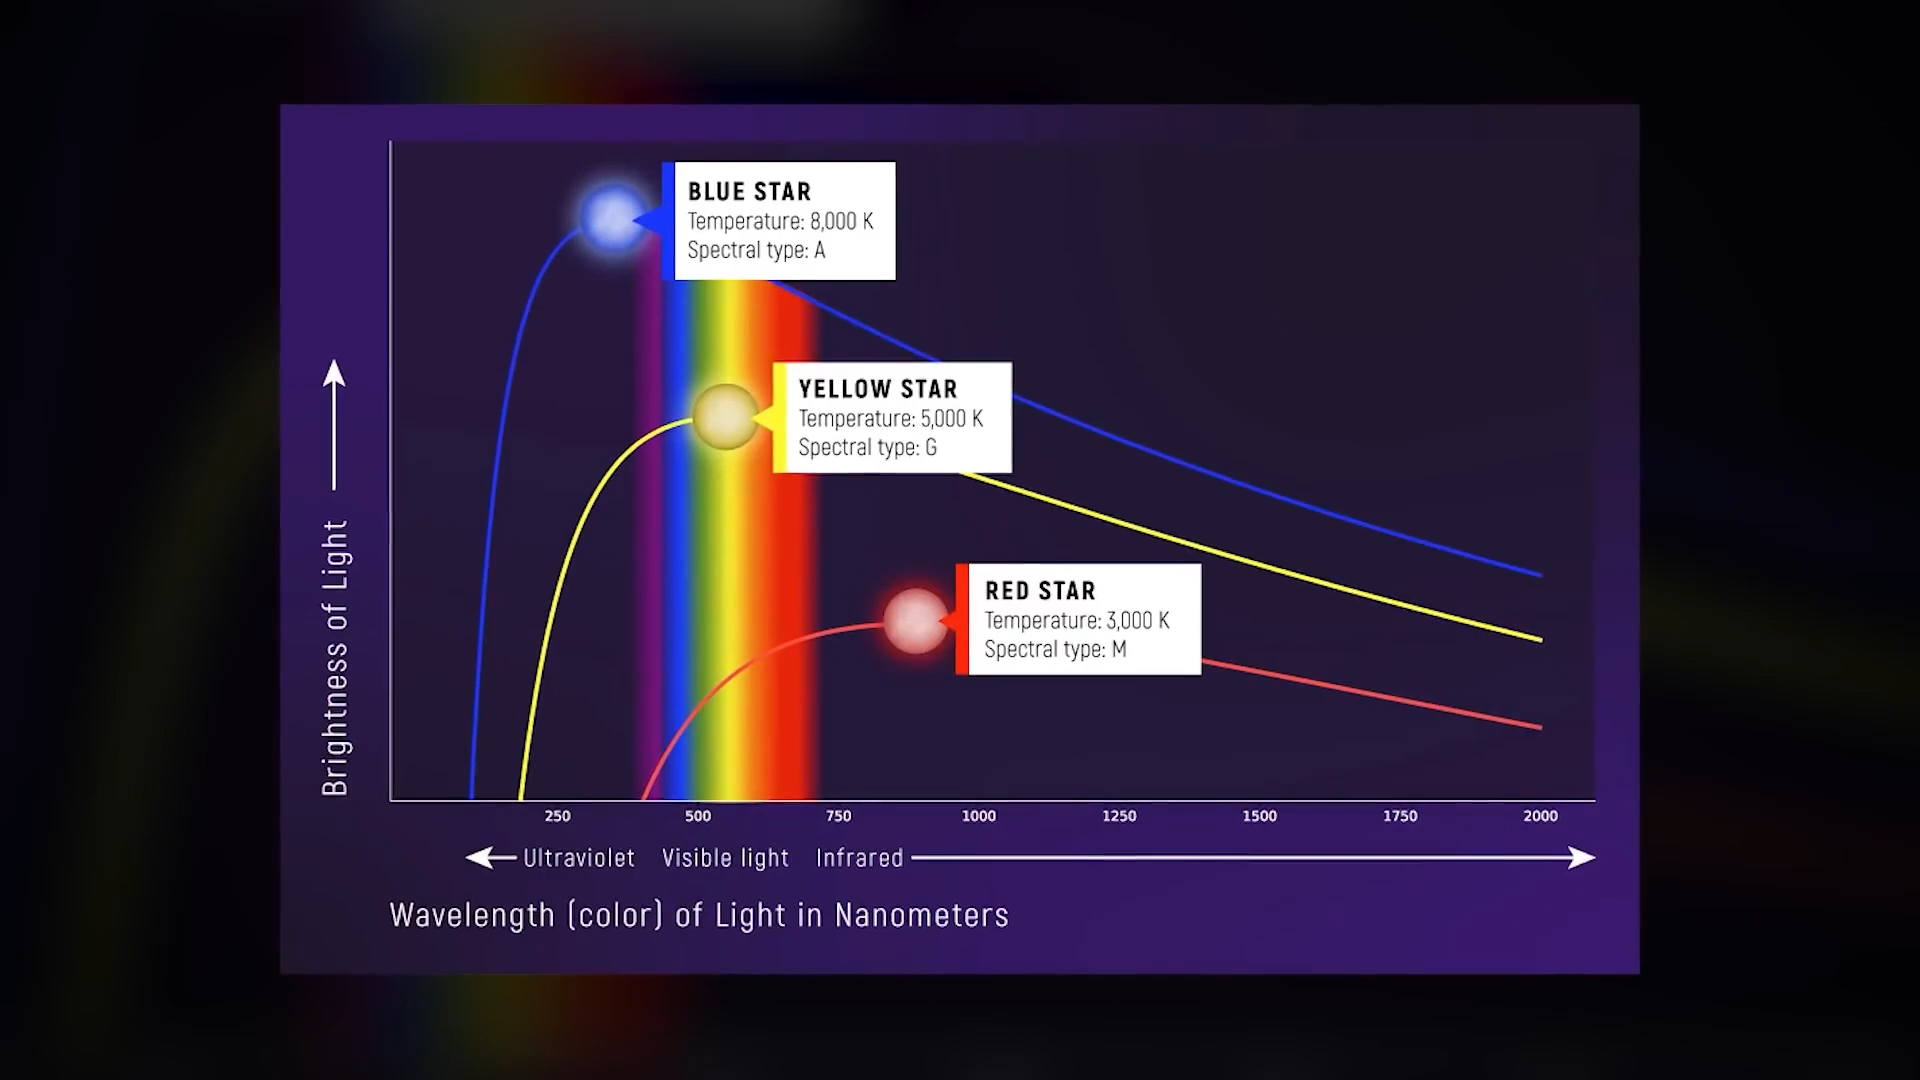 BLUE STAR
Temperature: 8,000 K
Spectral type: A
YELLOW STAR
Temperature: 5,000 K
Spectral type: G
RED STAR
Temperature: 3,000 K
Spectral type: M
Brightness of Light
250 500 750 1000 1250 1500 1750 2000
Ultraviolet Visible light Infrared
Wavelength (color) of Light in Nanometers